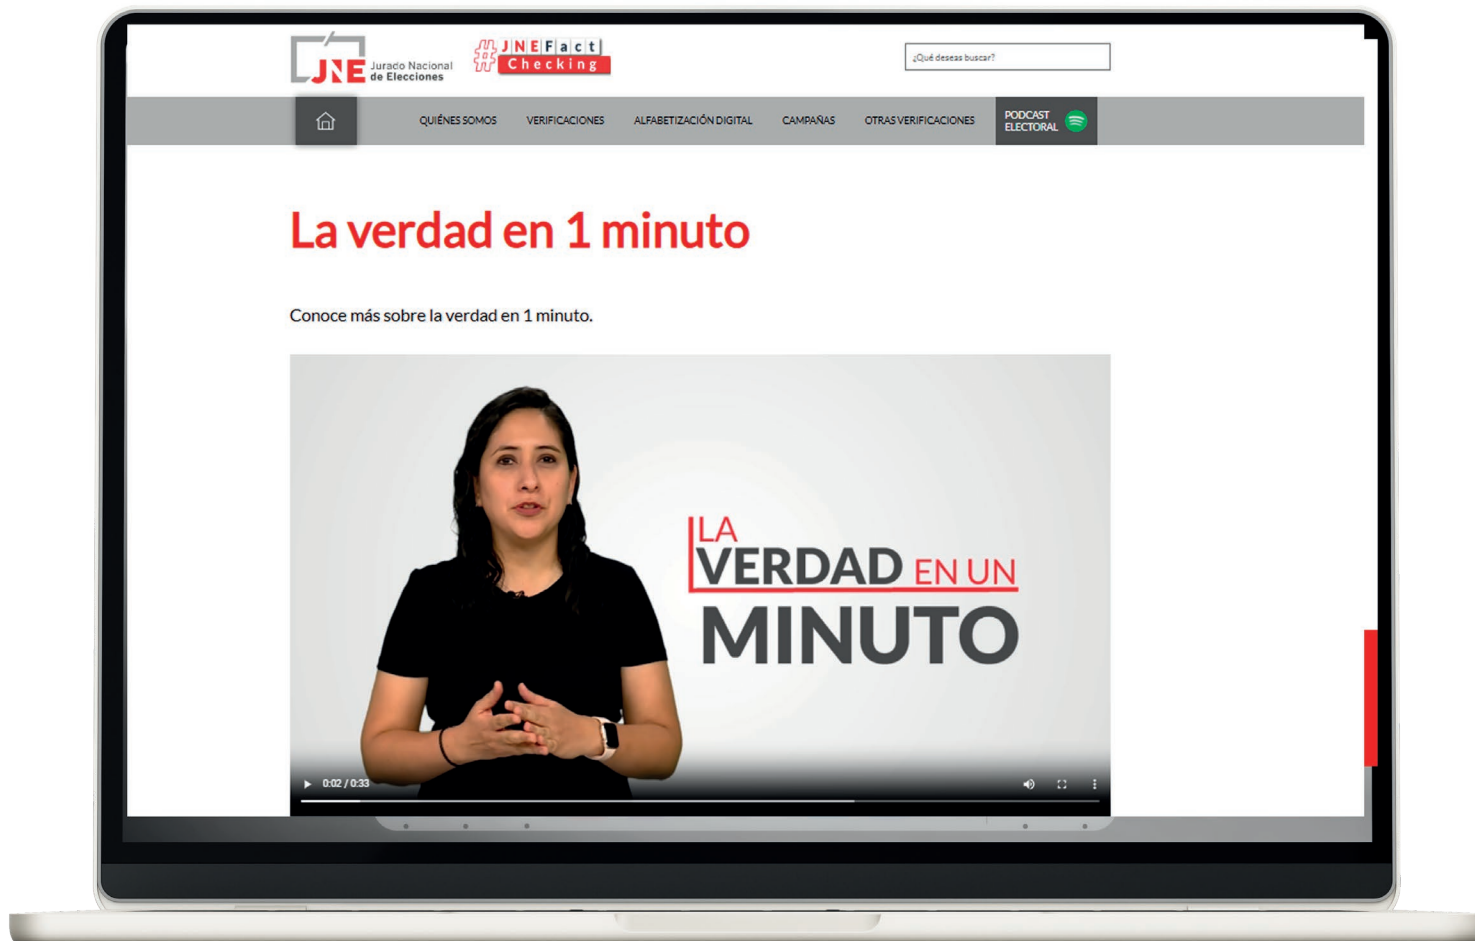 JNE Jurado Nacional
de Elecciones
# JNE Fact
Checking
¿Qué deseas buscar?
QUIÉNES SOMOS
VERIFICACIONES
ALFABETIZACIÓN DIGITAL
CAMPAÑAS
OTRAS VERIFICACIONES
PODCAST
ELECTORAL
La verdad en 1 minuto
Conoce más sobre la verdad en 1 minuto.
LA
VERDAD EN UN
MINUTO
0:02 / 0:33